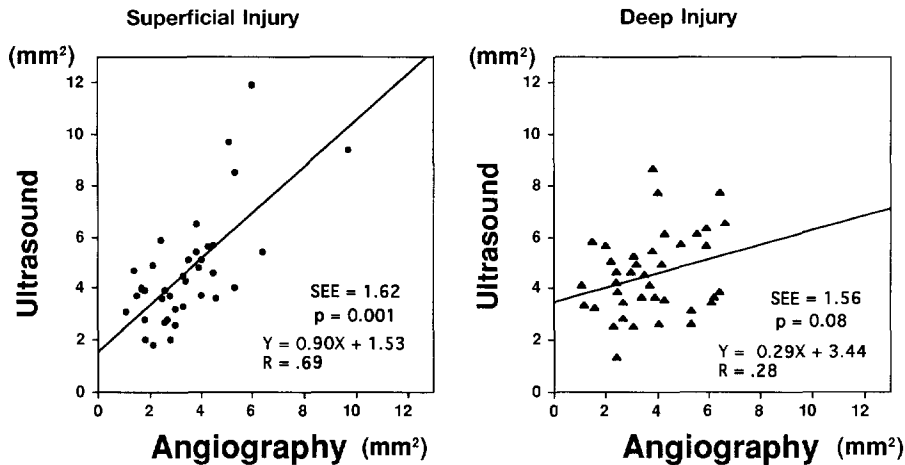 Superficial Injury
(mm²)
12
10
8
6
4
2
0
Ultrasound
SEE = 1.62
p = 0.001
Y = 0.90X + 1.53
R = .69
0 2 4 6 8 10 12
Angiography (mm²)
Deep Injury
(mm²)
12
10
8
6
4
2
0
Ultrasound
SEE = 1.56
p = 0.08
Y = 0.29X + 3.44
R = .28
0 2 4 6 8 10 12
Angiography (mm²)